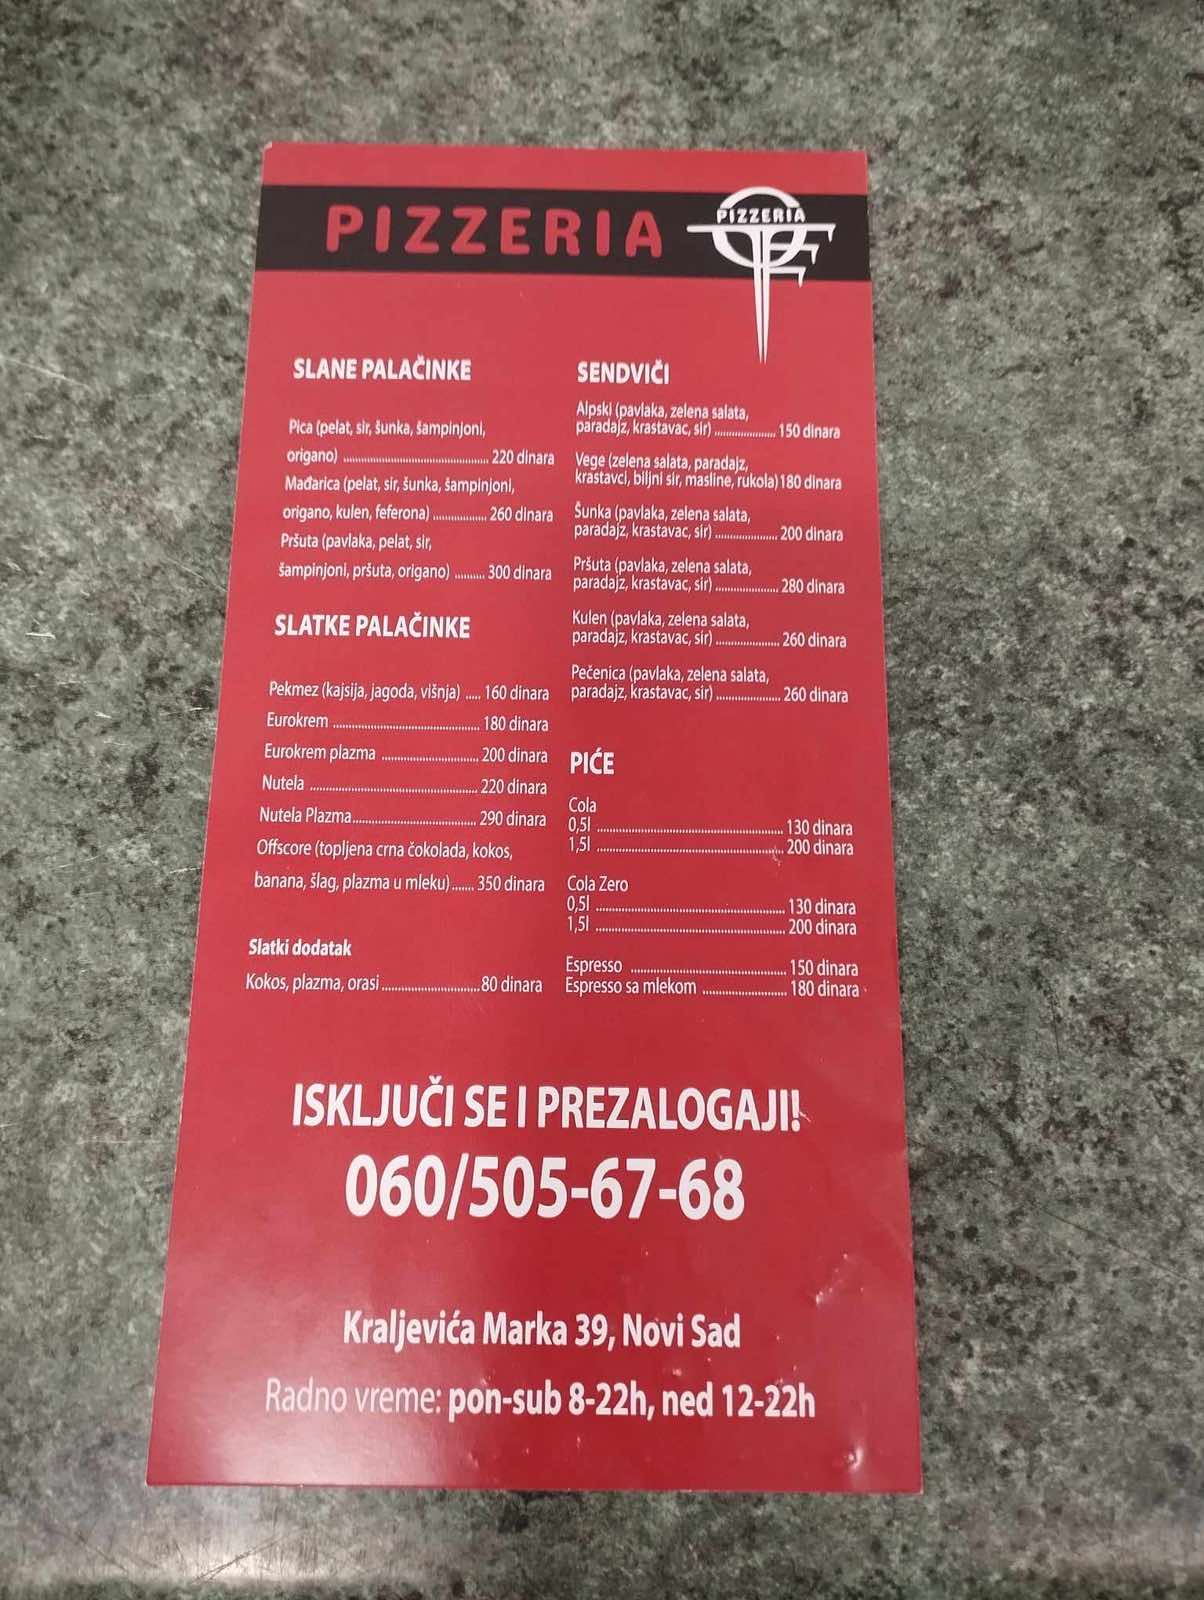 PIZZERIA
PIZZERIA
OFF
SLANE PALAČINKE
Pica (pelat, sir, šunka, šampinjoni,
origano) ................................................ 220 dinara
Mađarica (pelat, sir, šunka, šampinjoni,
origano, kulen, feferona) .................. 260 dinara
Pršuta (pavlaka, pelat, sir,
šampinjoni, pršuta, origano) .......... 300 dinara
SLATKE PALAČINKE
Pekmez (kajsija, jagoda, višnja) ..... 160 dinara
Eurokrem ................................................ 180 dinara
Eurokrem plazma ................................ 200 dinara
Nutela ........................................................ 220 dinara
Nutela Plazma......................................... 290 dinara
Offscore (topljena crna čokolada, kokos,
banana, šlag, plazma u mleku)....... 350 dinara
Slatki dodatak
Kokos, plazma, orasi ................................80 dinara
SENDVIČI
Alpski (pavlaka, zelena salata,
paradajz, krastavac, sir) .................... 150 dinara
Vege (zelena salata, paradajz,
krastavci, biljni sir, masline, rukola)180 dinara
Šunka (pavlaka, zelena salata,
paradajz, krastavac, sir) .................... 200 dinara
Pršuta (pavlaka, zelena salata,
paradajz, krastavac, sir) .................... 280 dinara
Kulen (pavlaka, zelena salata,
paradajz, krastavac, sir) .................... 260 dinara
Pečenica (pavlaka, zelena salata,
paradajz, krastavac, sir) .................... 260 dinara
PIĆE
Cola
0,5l ............................................................ 130 dinara
1,5l ............................................................ 200 dinara
Cola Zero
0,5l ............................................................ 130 dinara
1,5l ............................................................ 200 dinara
Espresso .................................................. 150 dinara
Espresso sa mlekom ........................... 180 dinara
ISKLJUČI SE I PREZALOGAJI!
060/505-67-68
Kraljevića Marka 39, Novi Sad
Radno vreme: pon-sub 8-22h, ned 12-22h